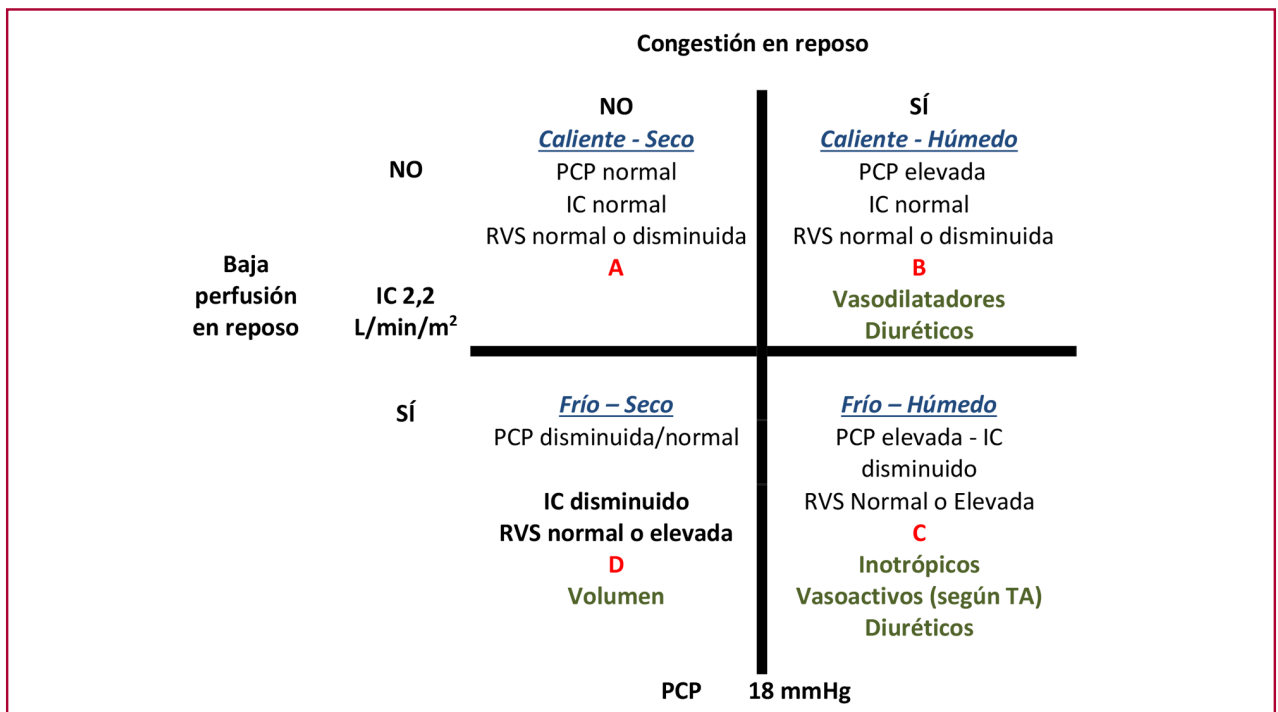 Congestión en reposo
NO
Caliente - Seco
PCP normal
IC normal
RVS normal o disminuida
A
SÍ
Caliente - Húmedo
PCP elevada
IC normal
RVS normal o disminuida
B
Vasodilatadores
Diuréticos
NO
Baja
perfusión
en reposo
IC 2,2
L/min/m²
SÍ
Frío – Seco
PCP disminuida/normal
IC disminuido
RVS normal o elevada
D
Volumen
Frío – Húmedo
PCP elevada - IC
disminuido
RVS Normal o Elevada
C
Inotrópicos
Vasoactivos (según TA)
Diuréticos
PCP 18 mmHg